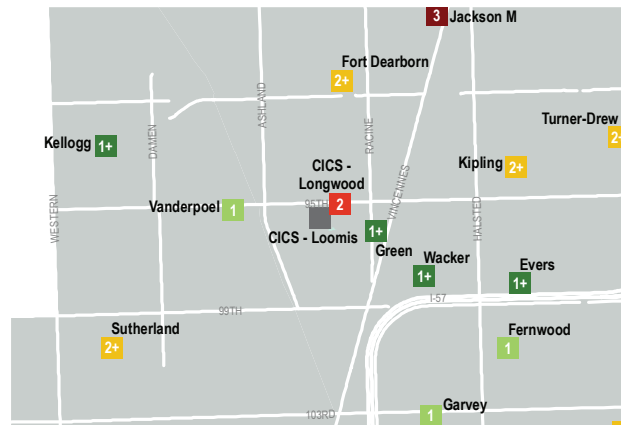 3 Jackson M
Fort Dearborn
2+
Turner-Drew
2+
Kellogg 1+
DAMEN
ASHLAND
RACINE
VINCENNES
CICS -
Longwood
Kipling 2+
WESTERN
Vanderpoel 1
95TH
2
CICS - Loomis
1+
Green
HALSTED
Wacker
1+
Evers
1+
I-57
99TH
Sutherland
2+
Fernwood
1
103RD
1
Garvey